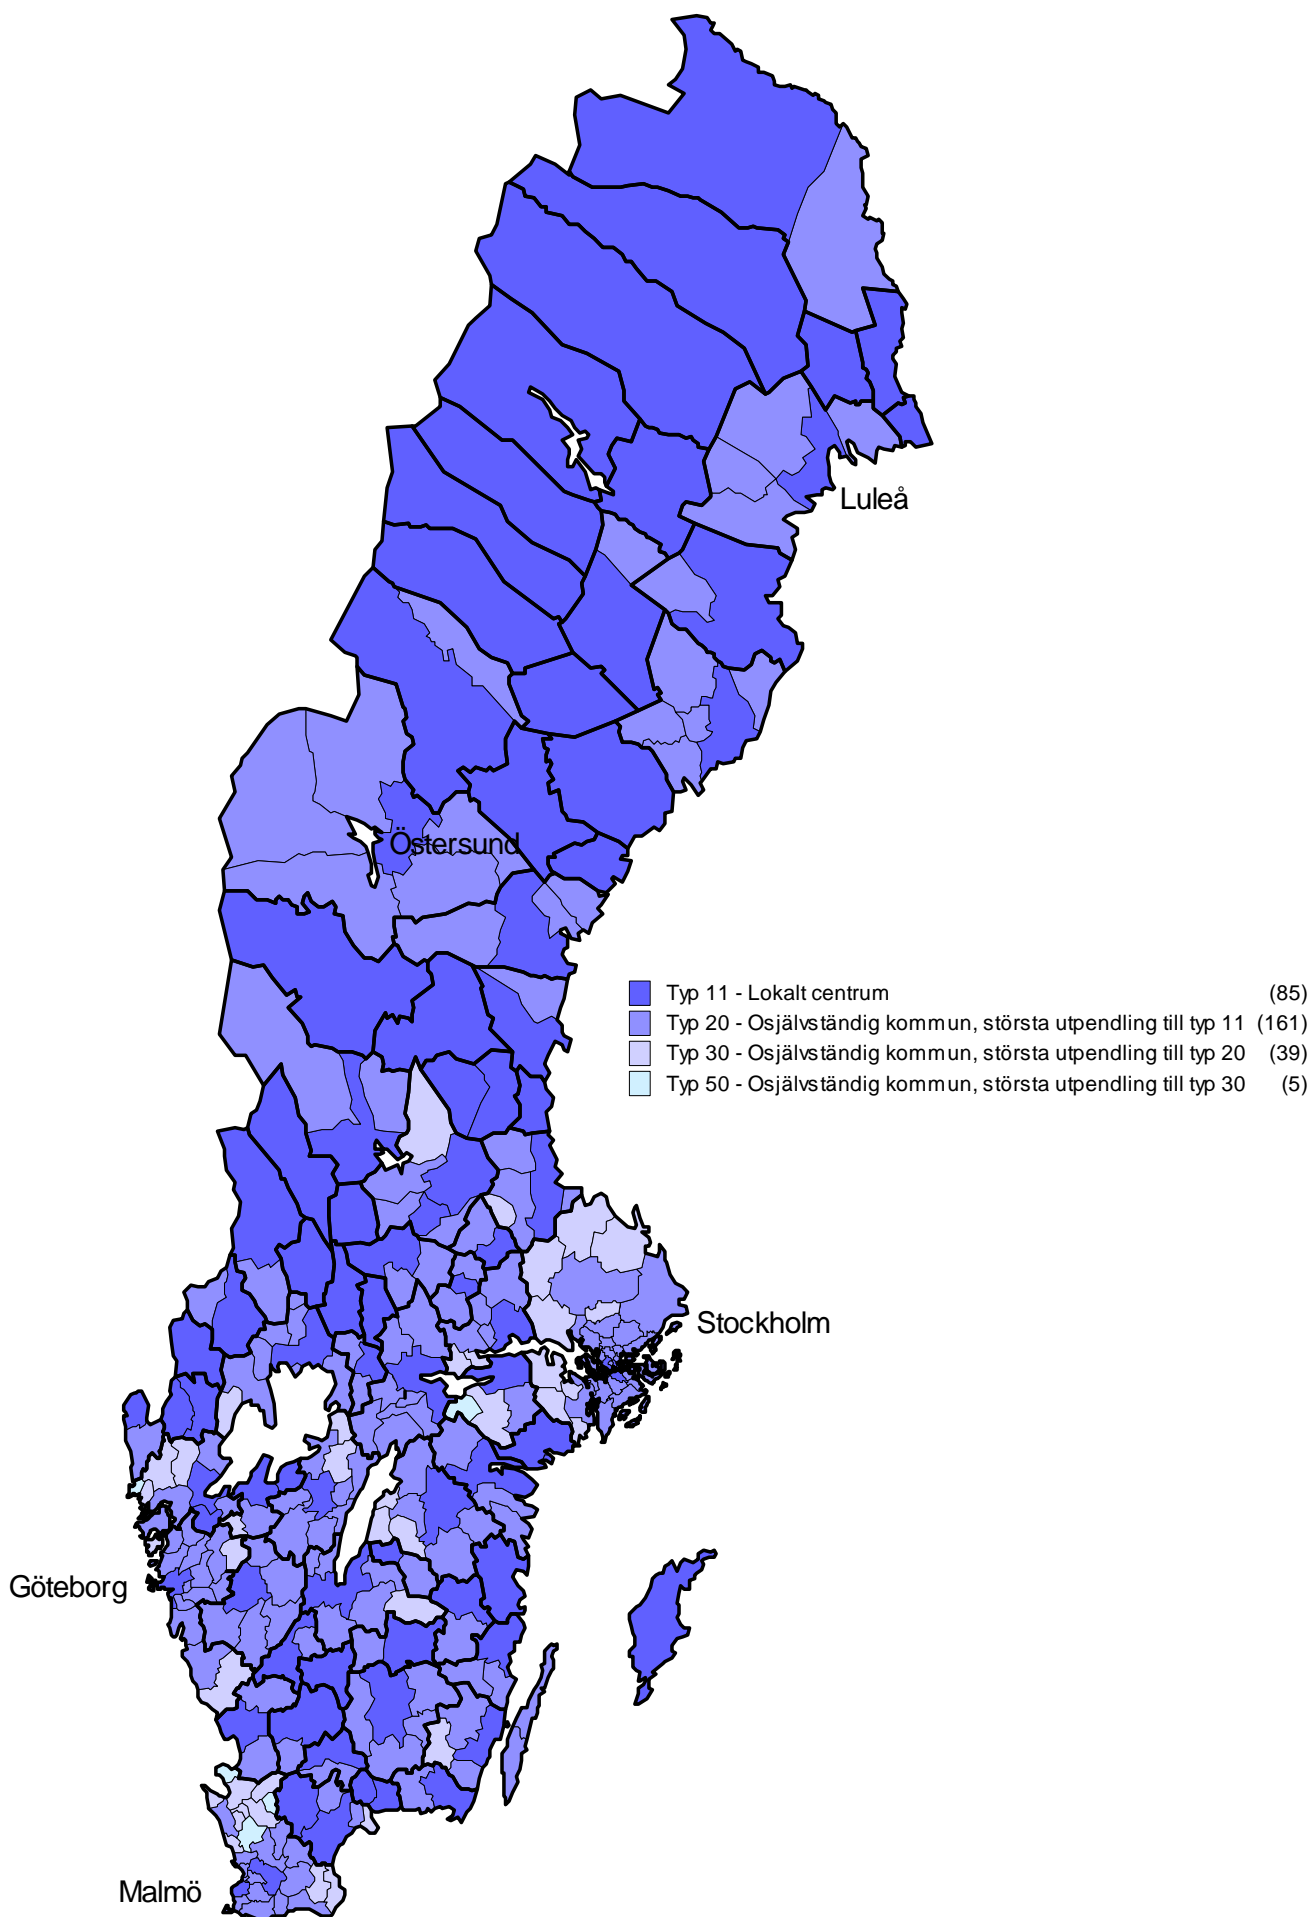 Luleå
Östersund
Typ 11 - Lokalt centrum (85)
Typ 20 - Osjälvständig kommun, största utpendling till typ 11 (161)
Typ 30 - Osjälvständig kommun, största utpendling till typ 20 (39)
Typ 50 - Osjälvständig kommun, största utpendling till typ 30 (5)
Stockholm
Göteborg
Malmö